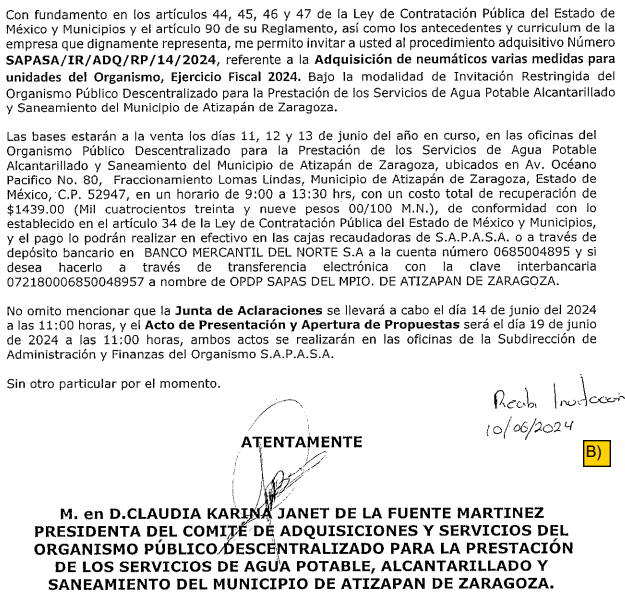 Con fundamento en los artículos 44, 45, 46 y 47 de la Ley de Contratación Pública del Estado de
México y Municipios y el artículo 90 de su Reglamento, así como los antecedentes y curriculum de la
empresa que dignamente representa, me permito invitar a usted al procedimiento adquisitivo Número
SAPASA/IR/ADQ/RP/14/2024, referente a la Adquisición de neumáticos varias medidas para
unidades del Organismo, Ejercicio Fiscal 2024. Bajo la modalidad de Invitación Restringida del
Organismo Público Descentralizado para la Prestación de los Servicios de Agua Potable Alcantarillado
y Saneamiento del Municipio de Atizapán de Zaragoza.
Las bases estarán a la venta los días 11, 12 y 13 de junio del año en curso, en las oficinas del
Organismo Público Descentralizado para la Prestación de los Servicios de Agua Potable
Alcantarillado y Saneamiento del Municipio de Atizapán de Zaragoza, ubicados en Av. Océano
Pacifico No. 80, Fraccionamiento Lomas Lindas, Municipio de Atizapán de Zaragoza, Estado de
México, C.P. 52947, en un horario de 9:00 a 13:30 hrs, con un costo total de recuperación de
$1439.00 (Mil cuatrocientos treinta y nueve pesos 00/100 M.N.), de conformidad con lo
establecido en el artículo 34 de la Ley de Contratación Pública del Estado de México y Municipios,
y el pago lo podrán realizar en efectivo en las cajas recaudadoras de S.A.P.A.S.A. o a través de
depósito bancario en BANCO MERCANTIL DEL NORTE S.A a la cuenta número 0685004895 y si
desea hacerlo a través de transferencia electrónica con la clave interbancaria
072180006850048957 a nombre de OPDP SAPAS DEL MPIO. DE ATIZAPAN DE ZARAGOZA.
No omito mencionar que la Junta de Aclaraciones se llevará a cabo el día 14 de junio del 2024
a las 11:00 horas, y el Acto de Presentación y Apertura de Propuestas será el día 19 de junio
de 2024 a las 11:00 horas, ambos actos se realizarán en las oficinas de la Subdirección de
Administración y Finanzas del Organismo S.A.P.A.S.A.
Sin otro particular por el momento.
Recibi Invitacion
10/06/2024
B)
ATENTAMENTE
M. en D.CLAUDIA KARINA JANET DE LA FUENTE MARTINEZ
PRESIDENTA DEL COMITÉ DE ADQUISICIONES Y SERVICIOS DEL
ORGANISMO PÚBLICO DESCENTRALIZADO PARA LA PRESTACIÓN
DE LOS SERVICIOS DE AGUA POTABLE, ALCANTARILLADO Y
SANEAMIENTO DEL MUNICIPIO DE ATIZAPAN DE ZARAGOZA.